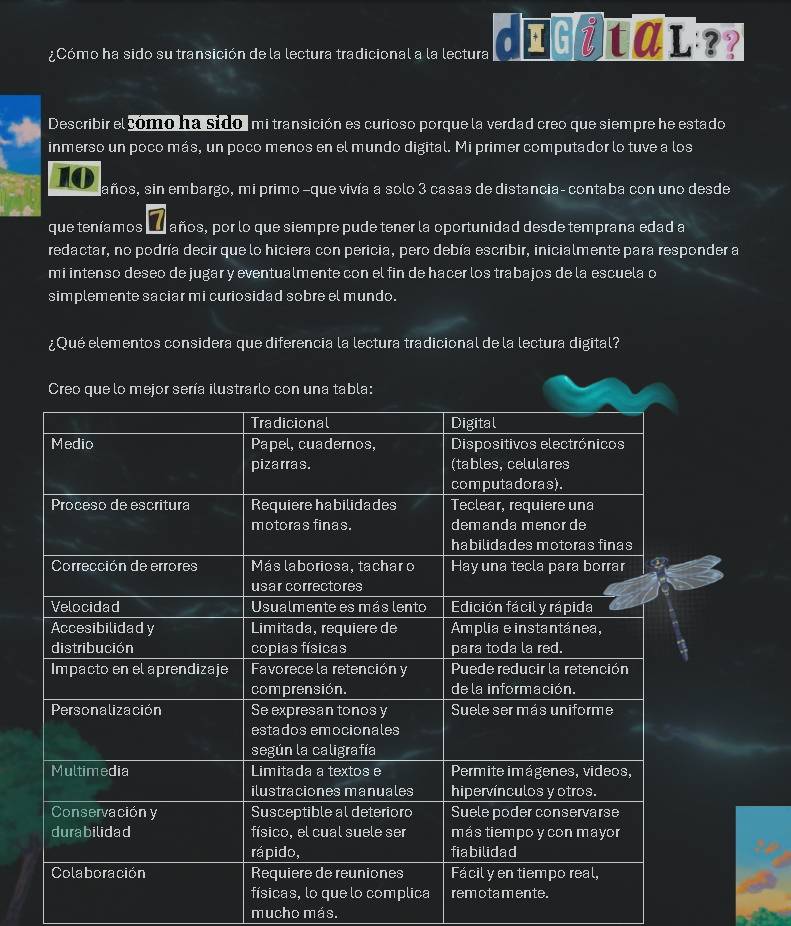 ¿Cómo ha sido su transición de la lectura tradicional a la lectura dIGitaL??
Describir el cómo ha sido mi transición es curioso porque la verdad creo que siempre he estado
inmerso un poco más, un poco menos en el mundo digital. Mi primer computador lo tuve a los
10 años, sin embargo, mi primo –que vivía a solo 3 casas de distancia- contaba con uno desde
que teníamos 7 años, por lo que siempre pude tener la oportunidad desde temprana edad a
redactar, no podría decir que lo hiciera con pericia, pero debía escribir, inicialmente para responder a
mi intenso deseo de jugar y eventualmente con el fin de hacer los trabajos de la escuela o
simplemente saciar mi curiosidad sobre el mundo.
¿Qué elementos considera que diferencia la lectura tradicional de la lectura digital?
Creo que lo mejor sería ilustrarlo con una tabla:
Tradicional Digital
Medio Papel, cuadernos, Dispositivos electrónicos
pizarras. (tables, celulares
computadoras).
Proceso de escritura Requiere habilidades Teclear, requiere una
motoras finas. demanda menor de
habilidades motoras finas
Corrección de errores Más laboriosa, tachar o Hay una tecla para borrar
usar correctores
Velocidad Usualmente es más lento Edición fácil y rápida
Accesibilidad y Limitada, requiere de Amplia e instantánea,
distribución copias físicas para toda la red.
Impacto en el aprendizaje Favorece la retención y Puede reducir la retención
comprensión. de la información.
Personalización Se expresan tonos y Suele ser más uniforme
estados emocionales
según la caligrafía
Multimedia Limitada a textos e Permite imágenes, videos,
ilustraciones manuales hipervínculos y otros.
Conservación y Susceptible al deterioro Suele poder conservarse
durabilidad físico, el cual suele ser más tiempo y con mayor
rápido, fiabilidad
Colaboración Requiere de reuniones Fácil y en tiempo real,
físicas, lo que lo complica remotamente.
mucho más.